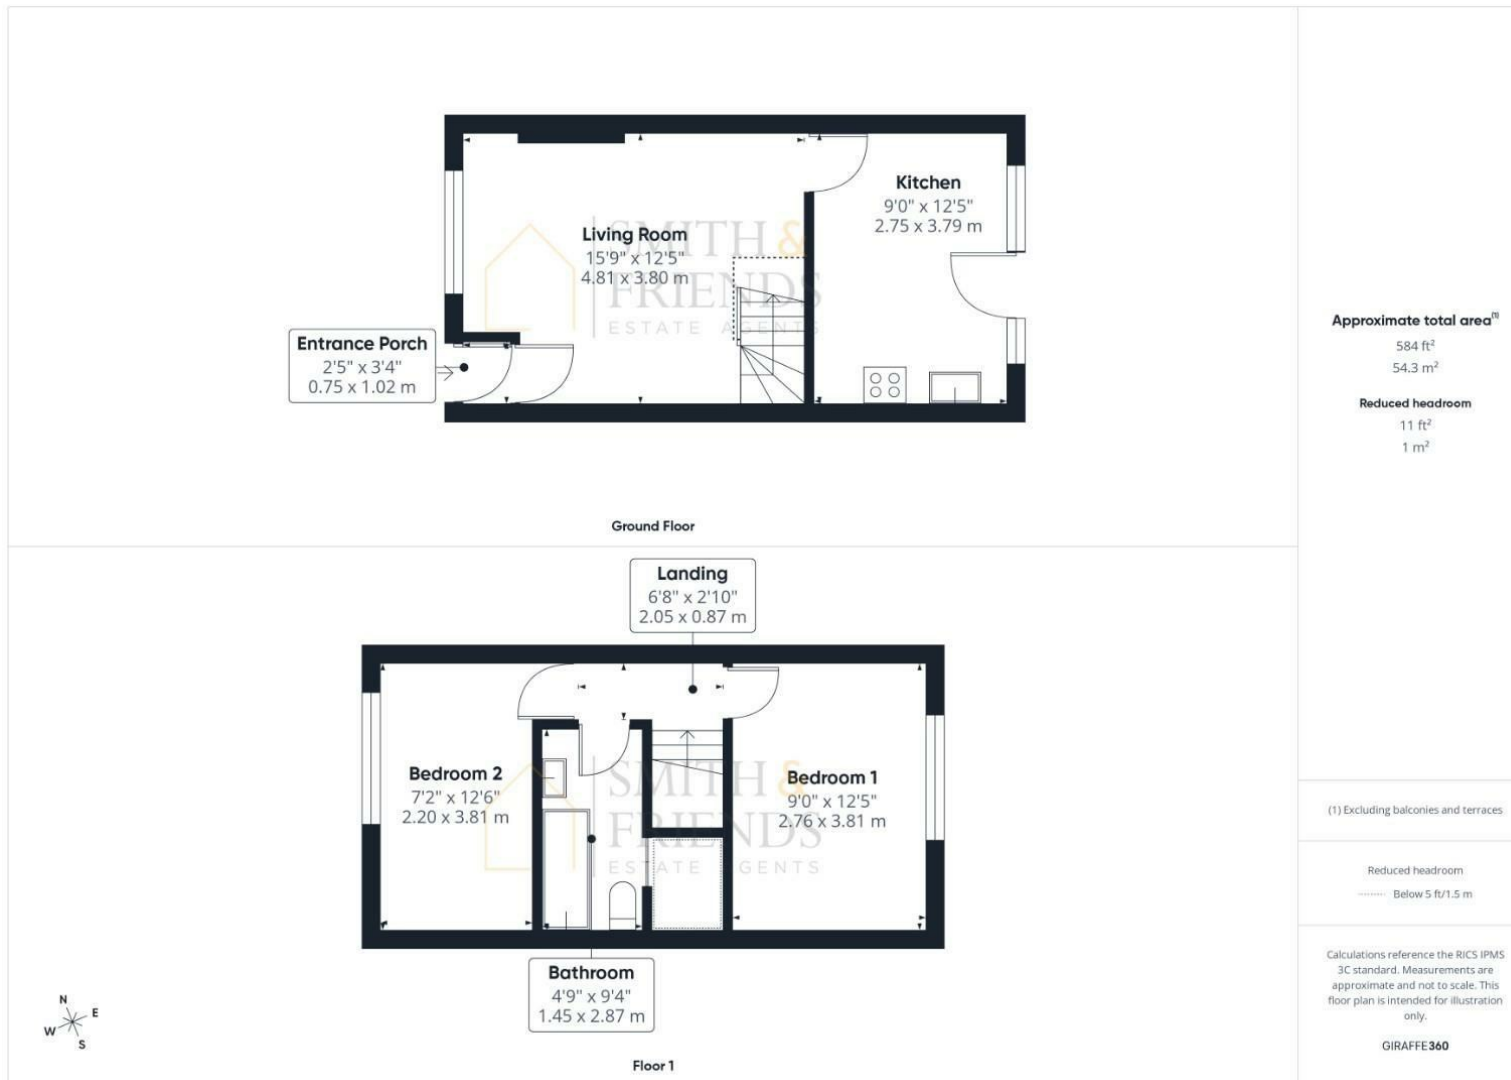 Kitchen
9'0" x 12'5"
2.75 x 3.79 m
Living Room
15'9" x 12'5"
4.81 x 3.80 m
SMITH &
FRIENDS
ESTATE AGENTS
Entrance Porch
2'5" x 3'4"
0.75 x 1.02 m
Ground Floor
Landing
6'8" x 2'10"
2.05 x 0.87 m
Bedroom 2
7'2" x 12'6"
2.20 x 3.81 m
Bedroom 1
9'0" x 12'5"
2.76 x 3.81 m
SMITH &
FRIENDS
ESTATE AGENTS
Bathroom
4'9" x 9'4"
1.45 x 2.87 m
N
E
W
S
Floor 1
Approximate total area(1)
584 ft²
54.3 m²
Reduced headroom
11 ft²
1 m²
(1) Excluding balconies and terraces
Reduced headroom
Below 5 ft/1.5 m
Calculations reference the RICS IPMS
3C standard. Measurements are
approximate and not to scale. This
floor plan is intended for illustration
only.
GIRAFFE360